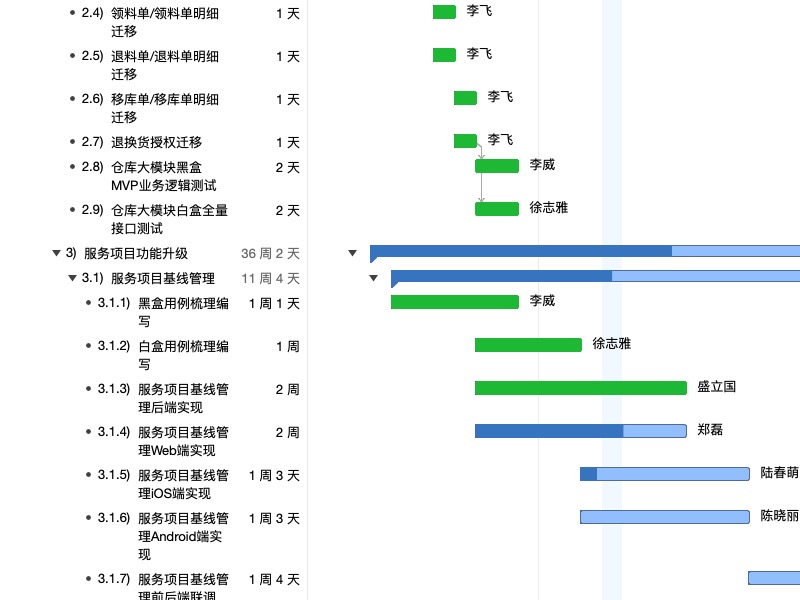 2.4) 领料单/领料单明细 1 天 李飞
迁移
2.5) 退料单/退料单明细 1 天 李飞
迁移
2.6) 移库单/移库单明细 1 天 李飞
迁移
2.7) 退换货授权迁移 1 天 李飞
2.8) 仓库大模块黑盒 2 天 李威
MVP业务逻辑测试
2.9) 仓库大模块白盒全量 2 天 徐志雅
接口测试
3) 服务项目功能升级 36 周 2 天
3.1) 服务项目基线管理 11 周 4 天
3.1.1) 黑盒用例梳理编 1 周 1 天 李威
写
3.1.2) 白盒用例梳理编 1 周 徐志雅
写
3.1.3) 服务项目基线管 2 周 盛立国
理后端实现
3.1.4) 服务项目基线管 2 周 郑磊
理Web端实现
3.1.5) 服务项目基线管 1 周 3 天 陆春萌
理iOS端实现
3.1.6) 服务项目基线管 1 周 3 天 陈晓丽
理Android端实
现
3.1.7) 服务项目基线管 1 周 4 天
理前后端联调